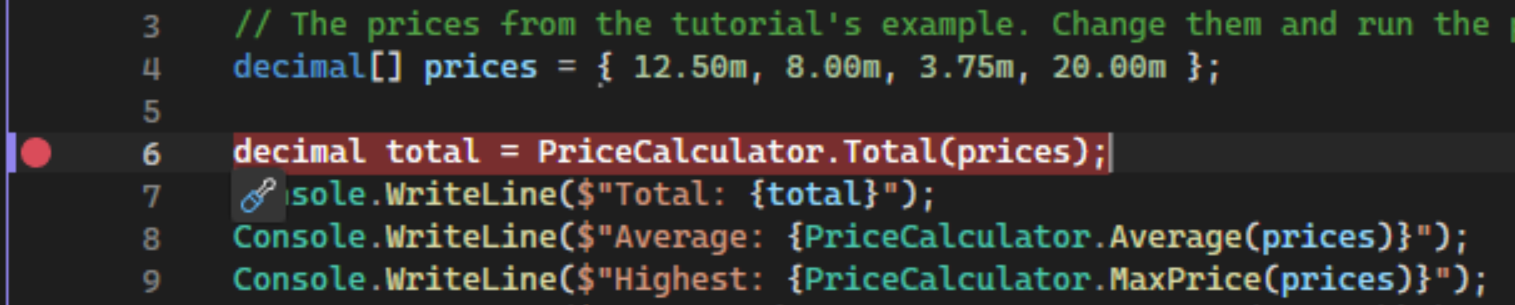 3 // The prices from the tutorial's example. Change them and run the
4 decimal[] prices = { 12.50m, 8.00m, 3.75m, 20.00m };
5
6 decimal total = PriceCalculator.Total(prices);
7 sole.WriteLine($"Total: {total}");
8 Console.WriteLine($"Average: {PriceCalculator.Average(prices)}");
9 Console.WriteLine($"Highest: {PriceCalculator.MaxPrice(prices)}");